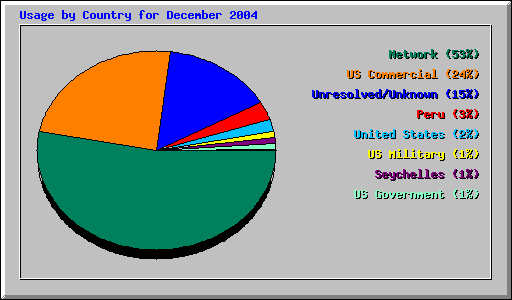 Usage by Country for December 2004
Network (53%)
US Commercial (24%)
Unresolved/Unknown (15%)
Peru (3%)
United States (2%)
US Military (1%)
Seychelles (1%)
US Government (1%)